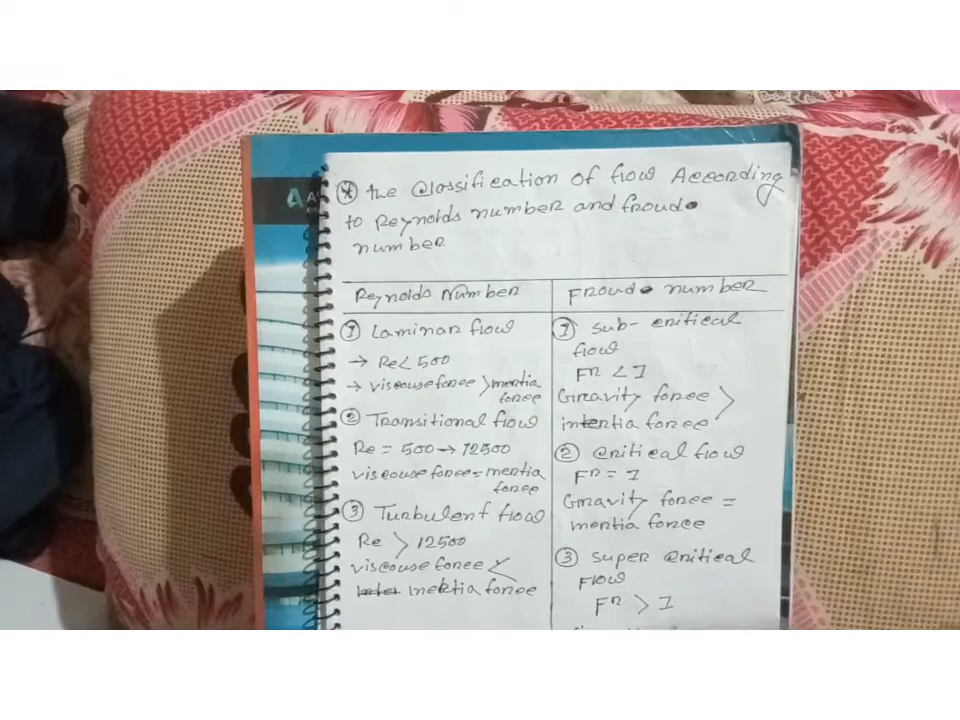 the Classification of flow According
to Reynolds number and froude
number
Reynolds Number
Froude number
① Laminar flow
→ Re < 500
→ viscouse force > inertia
force
② Transitional flow
Re = 500 → 12500
viscouse force = inertia
force
③ Turbulent flow
Re > 12500
viscouse force <
inertia force
① sub-critical
flow
Fr < 1
Gravity force >
inertia force
② critical flow
Fr = 1
Gravity force =
inertia force
③ super critical
Flow
Fr > 1